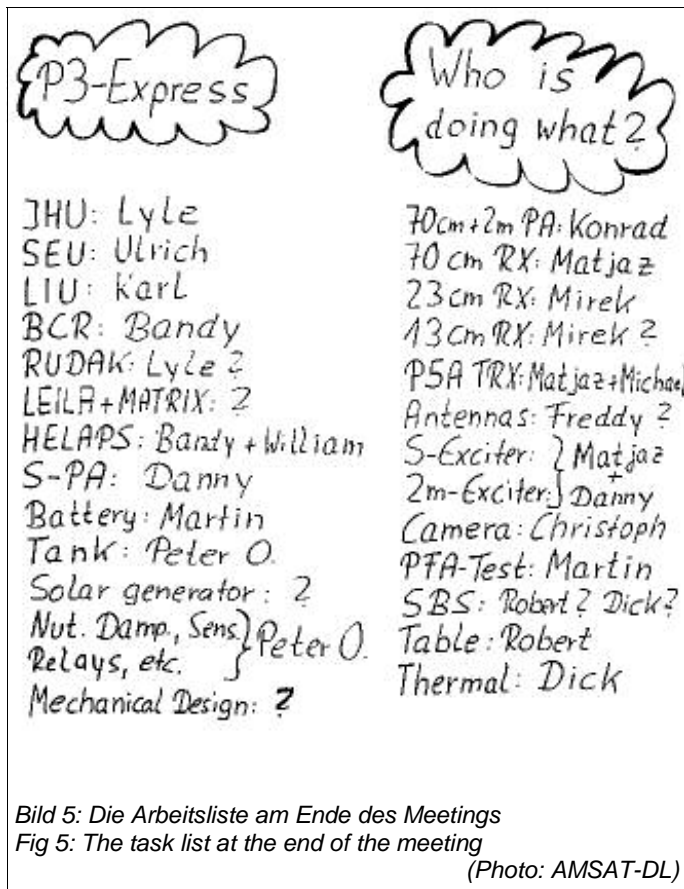 P3-Express
IHU: Lyle
SEU: Ulrich
LIU: Karl
BCR: Bandy
RUDAK: Lyle ?
LEILA+MATRIX: ?
HELAPS: Bandy + William
S-PA: Danny
Battery: Martin
Tank: Peter O.
Solar generator: ?
Nut. Damp., Sens.
Relays, etc. } Peter O.
Mechanical Design: ?
Who is
doing what?
70cm+2m PA: Konrad
70 cm RX: Matjaz
23cm RX: Mirek
13cm RX: Mirek ?
P5A TRX: Matjaz+Michael
Antennas: Freddy ?
S-Exciter: } Matjaz
+
2m-Exciter: } Danny
Camera: Christoph
PFA-Test: Martin
SBS: Robert? Dick?
Table: Robert
Thermal: Dick
Bild 5: Die Arbeitsliste am Ende des Meetings
Fig 5: The task list at the end of the meeting
(Photo: AMSAT-DL)